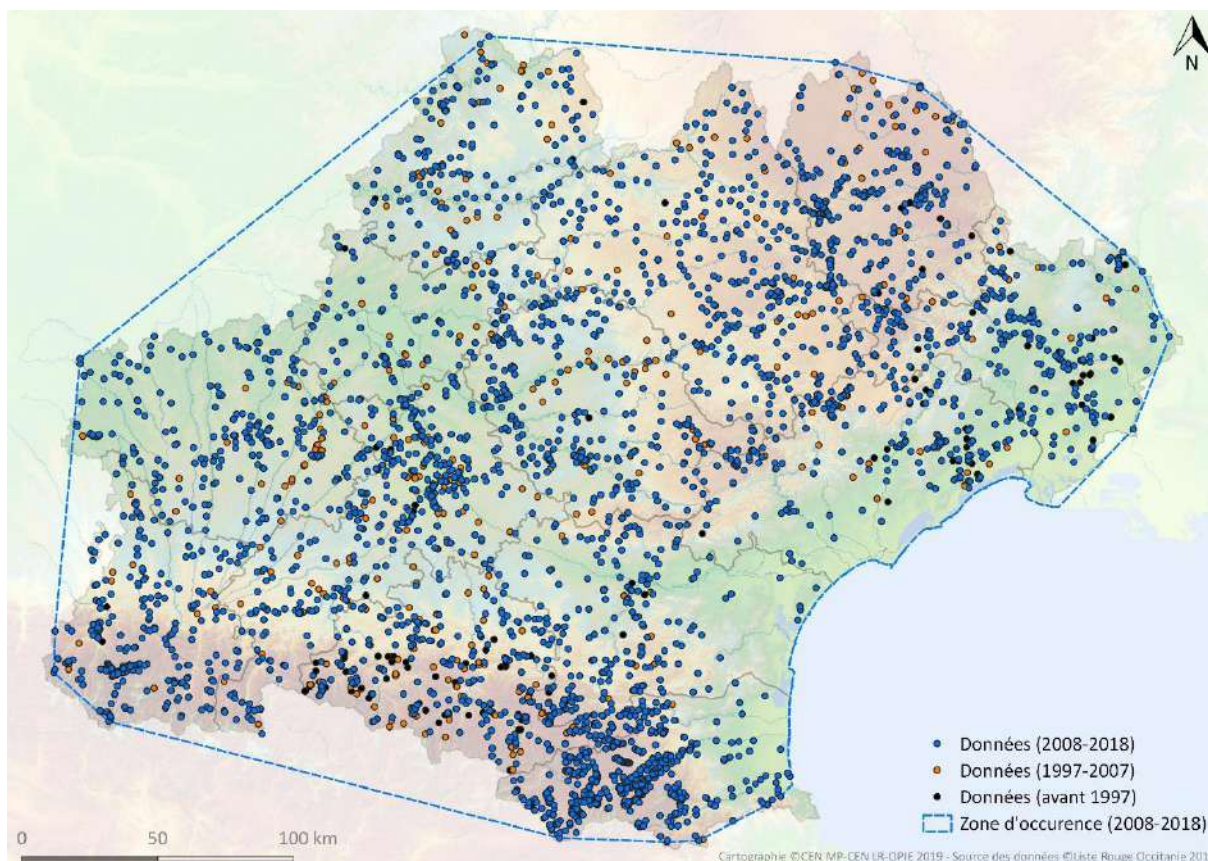 N
Données (2008-2018)
Données (1997-2007)
Données (avant 1997)
Zone d'occurence (2008-2018)
0 50 100 km
Cartographie ©CEN MP-CEN LR-OPIE 2019 - Source des données ©Liste Rouge Occitanie 201